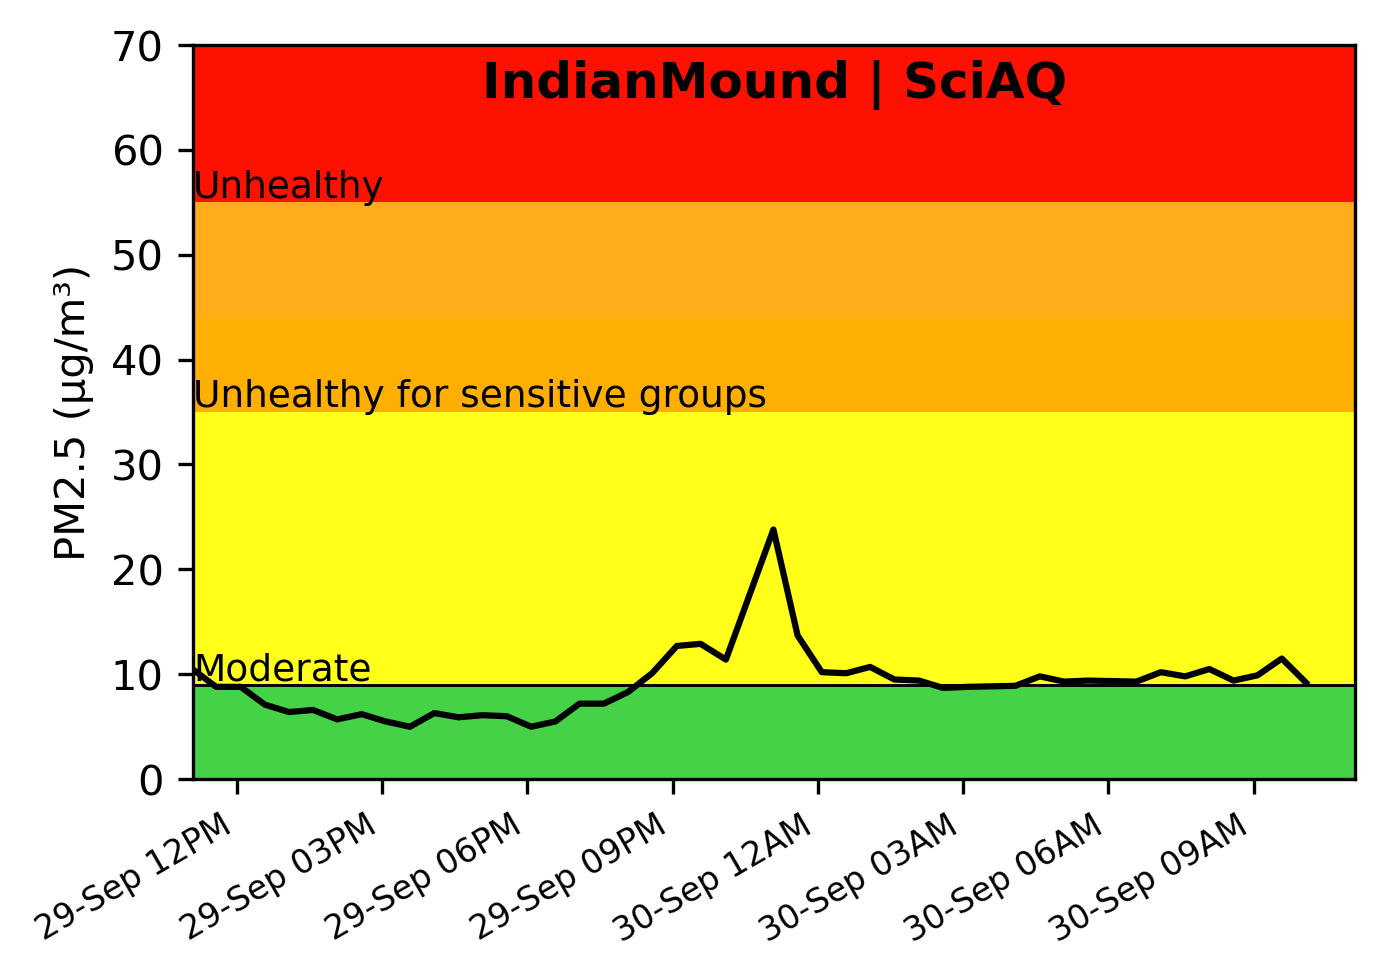 IndianMound | SciAQ
PM2.5 (µg/m³)
70
60
50
40
30
20
10
0
Unhealthy
Unhealthy for sensitive groups
Moderate
29-Sep 12PM
29-Sep 03PM
29-Sep 06PM
29-Sep 09PM
30-Sep 12AM
30-Sep 03AM
30-Sep 06AM
30-Sep 09AM